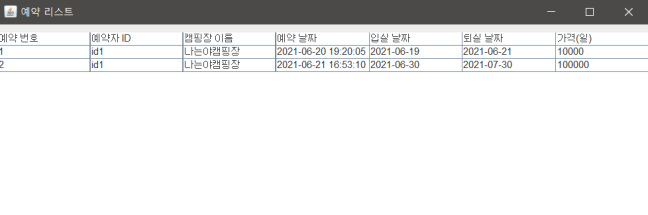 예약 리스트
예약 번호 예약자 ID 캠핑장 이름 예약 날짜 입실 날짜 퇴실 날짜 가격(일)
1 id1 나는야캠핑장 2021-06-20 19:20:05 2021-06-19 2021-06-21 10000
2 id1 나는야캠핑장 2021-06-21 16:53:10 2021-06-30 2021-07-30 100000